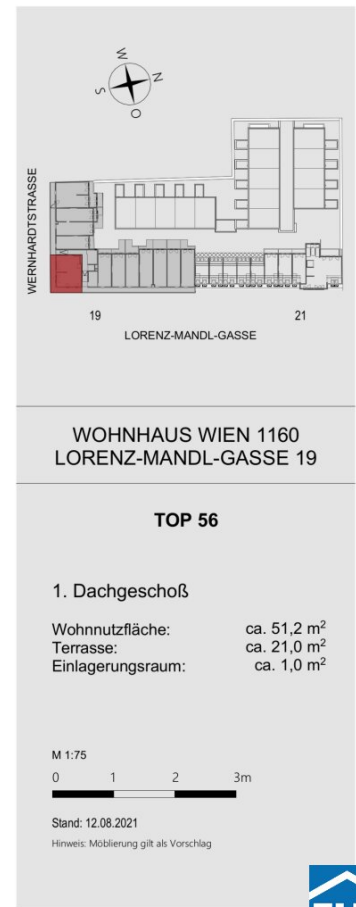 W
N
S
O
WERNHARDTSTRASSE
19
21
LORENZ-MANDL-GASSE
WOHNHAUS WIEN 1160
LORENZ-MANDL-GASSE 19
TOP 56
1. Dachgeschoß
Wohnnutzfläche: ca. 51,2 m²
Terrasse: ca. 21,0 m²
Einlagerungsraum: ca. 1,0 m²
M 1:75
0 1 2 3m
Stand: 12.08.2021
Hinweis: Möblierung gilt als Vorschlag